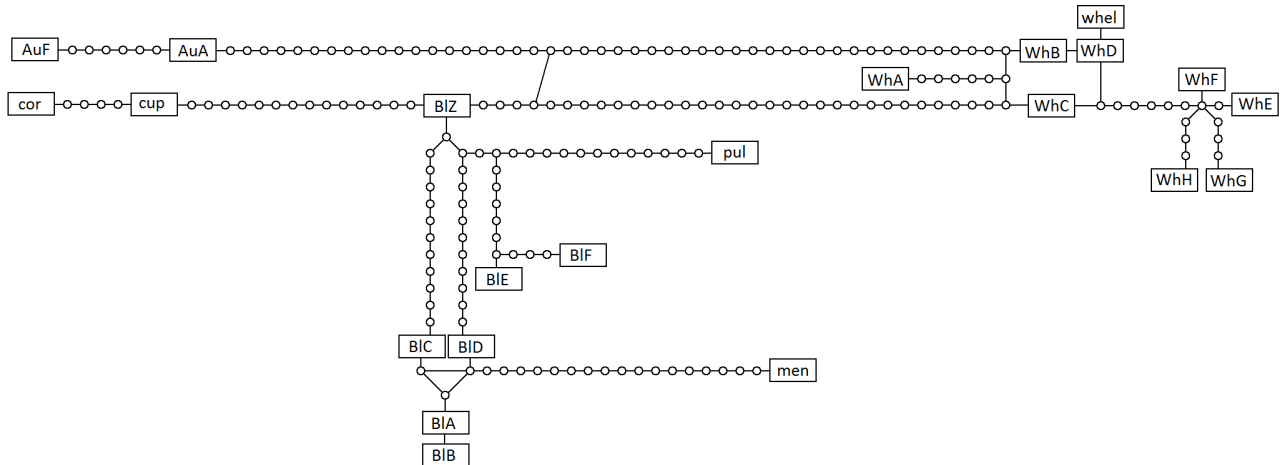 whel
AuF AuA WhB WhD
WhA WhF
cor cup BlZ WhC WhE
pul
WhH WhG
BlF
BlE
BlC BlD
men
BlA
BlB